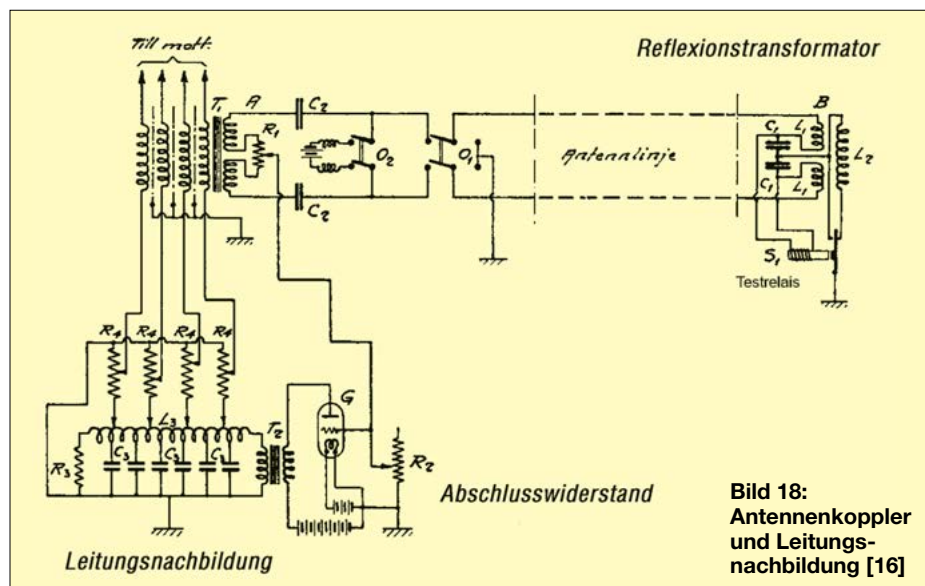 Till mott.
Reflexionstransformator
T1
A
C2
R1
O2
O1
Antennlinje
B
C1
L1
L2
C1
L1
C2
S1
Testrelais
R4
R4
R4
R4
L3
T2
G
R3
C3
C3
C3
R2
Abschlusswiderstand
Leitungsnachbildung
Bild 18:
Antennenkoppler
und Leitungs-
nachbildung [16]